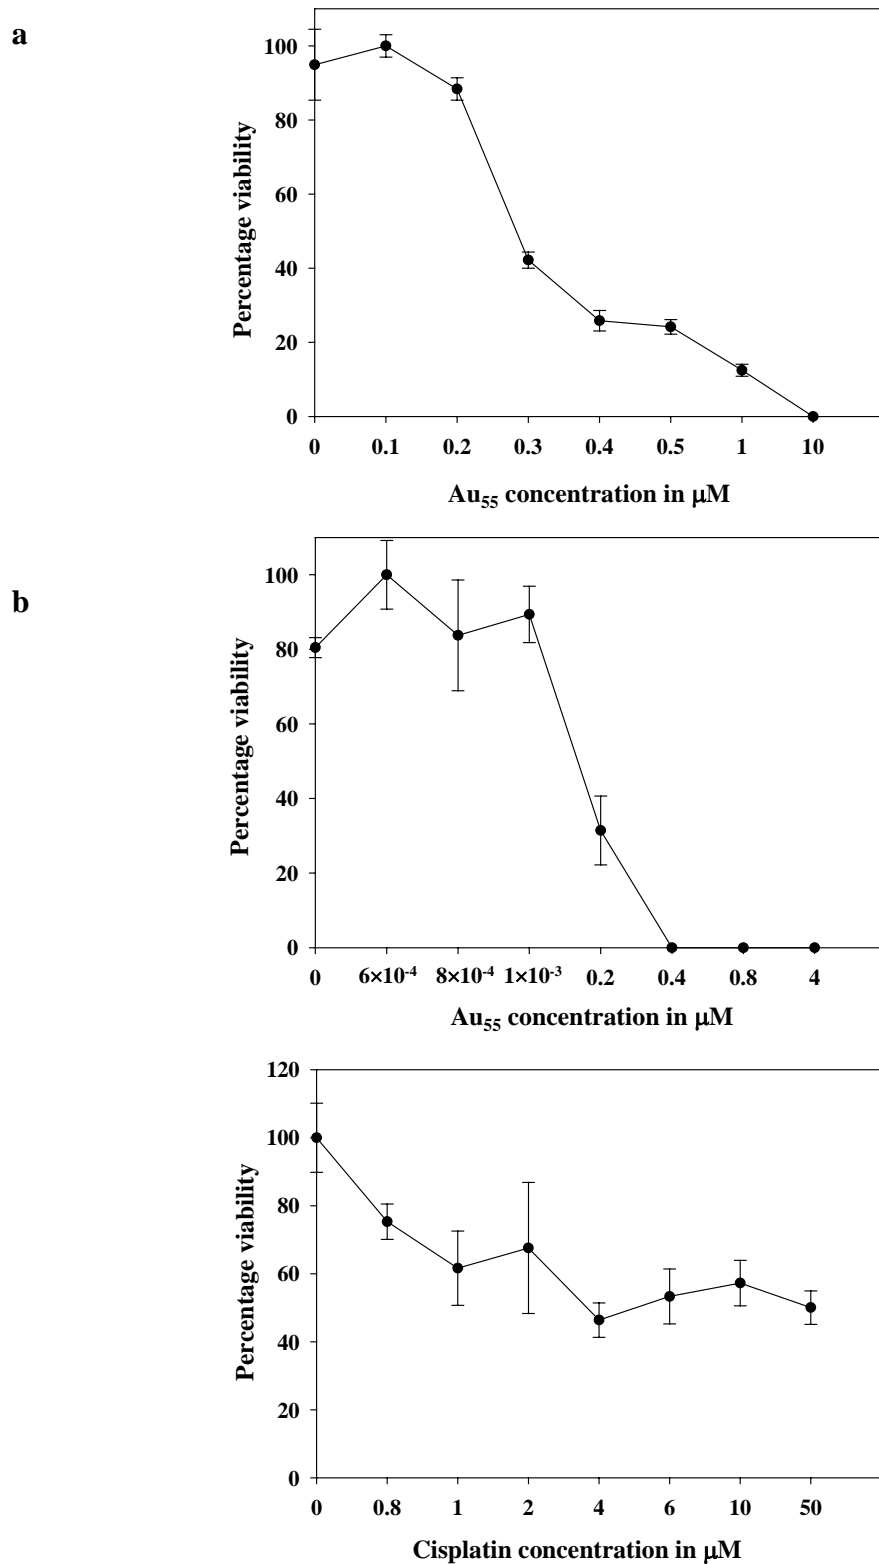 a
Percentage viability
100
80
60
40
20
0
0 0.1 0.2 0.3 0.4 0.5 1 10
Au₅₅ concentration in μM
b
Percentage viability
100
80
60
40
20
0
0 6×10⁻⁴ 8×10⁻⁴ 1×10⁻³ 0.2 0.4 0.8 4
Au₅₅ concentration in μM
Percentage viability
120
100
80
60
40
20
0
0 0.8 1 2 4 6 10 50
Cisplatin concentration in μM